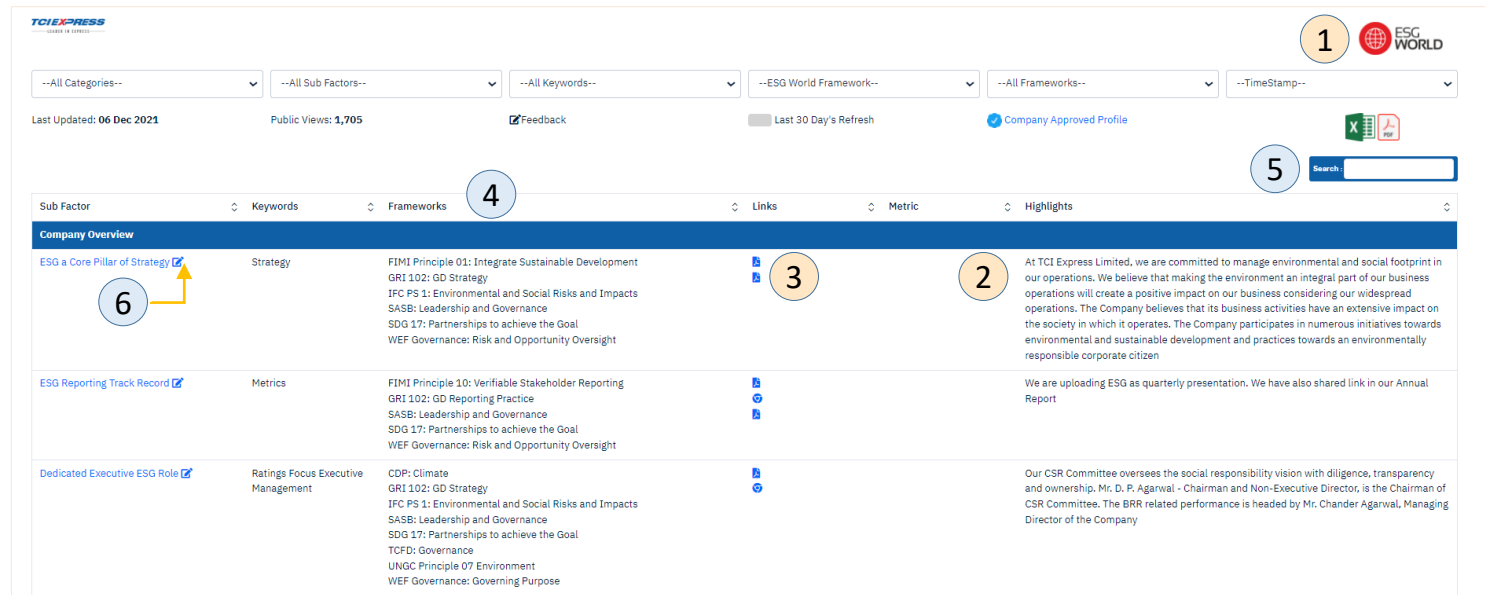 TCIEXPRESS
LEADER IN EXPRESS
1
ESG
WORLD
--All Categories--
--All Sub Factors--
--All Keywords--
--ESG World Framework--
--All Frameworks--
--TimeStamp--
Last Updated: 06 Dec 2021
Public Views: 1,705
Feedback
Last 30 Day's Refresh
Company Approved Profile
X
PDF
5
Search :
4
Sub Factor
Keywords
Frameworks
Links
Metric
Highlights
Company Overview
ESG a Core Pillar of Strategy
6
Strategy
FIMI Principle 01: Integrate Sustainable Development
GRI 102: GD Strategy
IFC PS 1: Environmental and Social Risks and Impacts
SASB: Leadership and Governance
SDG 17: Partnerships to achieve the Goal
WEF Governance: Risk and Opportunity Oversight
3
2
At TCI Express Limited, we are committed to manage environmental and social footprint in
our operations. We believe that making the environment an integral part of our business
operations will create a positive impact on our business considering our widespread
operations. The Company believes that its business activities have an extensive impact on
the society in which it operates. The Company participates in numerous initiatives towards
environmental and sustainable development and practices towards an environmentally
responsible corporate citizen
ESG Reporting Track Record
Metrics
FIMI Principle 10: Verifiable Stakeholder Reporting
GRI 102: GD Reporting Practice
SASB: Leadership and Governance
SDG 17: Partnerships to achieve the Goal
WEF Governance: Risk and Opportunity Oversight
We are uploading ESG as quarterly presentation. We have also shared link in our Annual
Report
Dedicated Executive ESG Role
Ratings Focus Executive
Management
CDP: Climate
GRI 102: GD Strategy
IFC PS 1: Environmental and Social Risks and Impacts
SASB: Leadership and Governance
SDG 17: Partnerships to achieve the Goal
TCFD: Governance
UNGC Principle 07 Environment
WEF Governance: Governing Purpose
Our CSR Committee oversees the social responsibility vision with diligence, transparency
and ownership. Mr. D. P. Agarwal - Chairman and Non-Executive Director, is the Chairman of
CSR Committee. The BRR related performance is headed by Mr. Chander Agarwal, Managing
Director of the Company